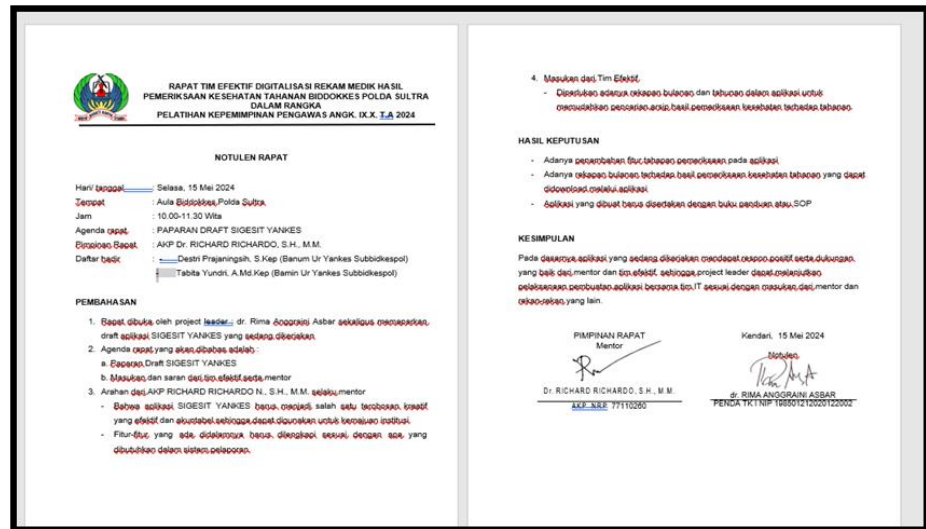 RAPAT TIM EFEKTIF DIGITALISASI REKAM MEDIK HASIL
PEMERIKSAAN KESEHATAN TAHANAN BIDDOKKES POLDA SULTRA
DALAM RANGKA
PELATIHAN KEPEMIMPINAN PENGAWAS ANGK. IX.X. T.A 2024
NOTULEN RAPAT
Hari/ tanggal : Selasa, 15 Mei 2024
Tempat : Aula Biddokkes Polda Sultra
Jam : 10.00-11.30 Wita
Agenda rapat : PAPARAN DRAFT SIGESIT YANKES
Pimpinan Rapat : AKP Dr. RICHARD RICHARDO, S.H., M.M.
Daftar hadir : - Destri Prajaningsih, S.Kep (Banum Ur Yankes Subbidkespol)
- Tabita Yundri, A.Md.Kep (Bamin Ur Yankes Subbidkespol)
PEMBAHASAN
1. Rapat dibuka oleh project leader : dr. Rima Anggraini Asbar sekaligus memaparkan
draft aplikasi SIGESIT YANKES yang sedang dikerjakan
2. Agenda rapat yang akan dibahas adalah :
a. Paparan Draft SIGESIT YANKES
b. Masukan dan saran dari tim efektif serta mentor
3. Arahan dari AKP RICHARD RICHARDO N., S.H., M.M. selaku mentor
- Bahwa aplikasi SIGESIT YANKES harus menjadi salah satu terobosan kreatif
yang efektif dan akuntabel sehingga dapat digunakan untuk kemajuan institusi.
- Fitur-fitur yang ada didalamnya harus dilengkapi sesuai dengan apa yang
dibutuhkan dalam sistem pelaporan.
4. Masukan dari Tim Efektif
- Diperlukan adanya rekapan bulanan dan tahunan dalam aplikasi untuk
memudahkan pencarian arsip hasil pemeriksaan kesehatan terhadap tahanan.
HASIL KEPUTUSAN
- Adanya penambahan fitur tahapan pemeriksaan pada aplikasi
- Adanya rekapan bulanan terhadap hasil pemeriksaan kesehatan tahanan yang dapat
didownload melalui aplikasi
- Aplikasi yang dibuat harus disertakan dengan buku panduan atau SOP
KESIMPULAN
Pada dasarnya aplikasi yang sedang dikerjakan mendapat respon positif serta dukungan
yang baik dari mentor dan tim efektif, sehingga project leader dapat melanjutkan
pelaksanaan pembuatan aplikasi bersama tim IT sesuai dengan masukan dari mentor dan
rekan-rekan yang lain.
PIMPINAN RAPAT
Mentor
Dr. RICHARD RICHARDO, S.H., M.M.
AKP NRP 77110260
Kendari, 15 Mei 2024
Notulen
dr. RIMA ANGGRAINI ASBAR
PENDA TK I NIP 198801212020122002